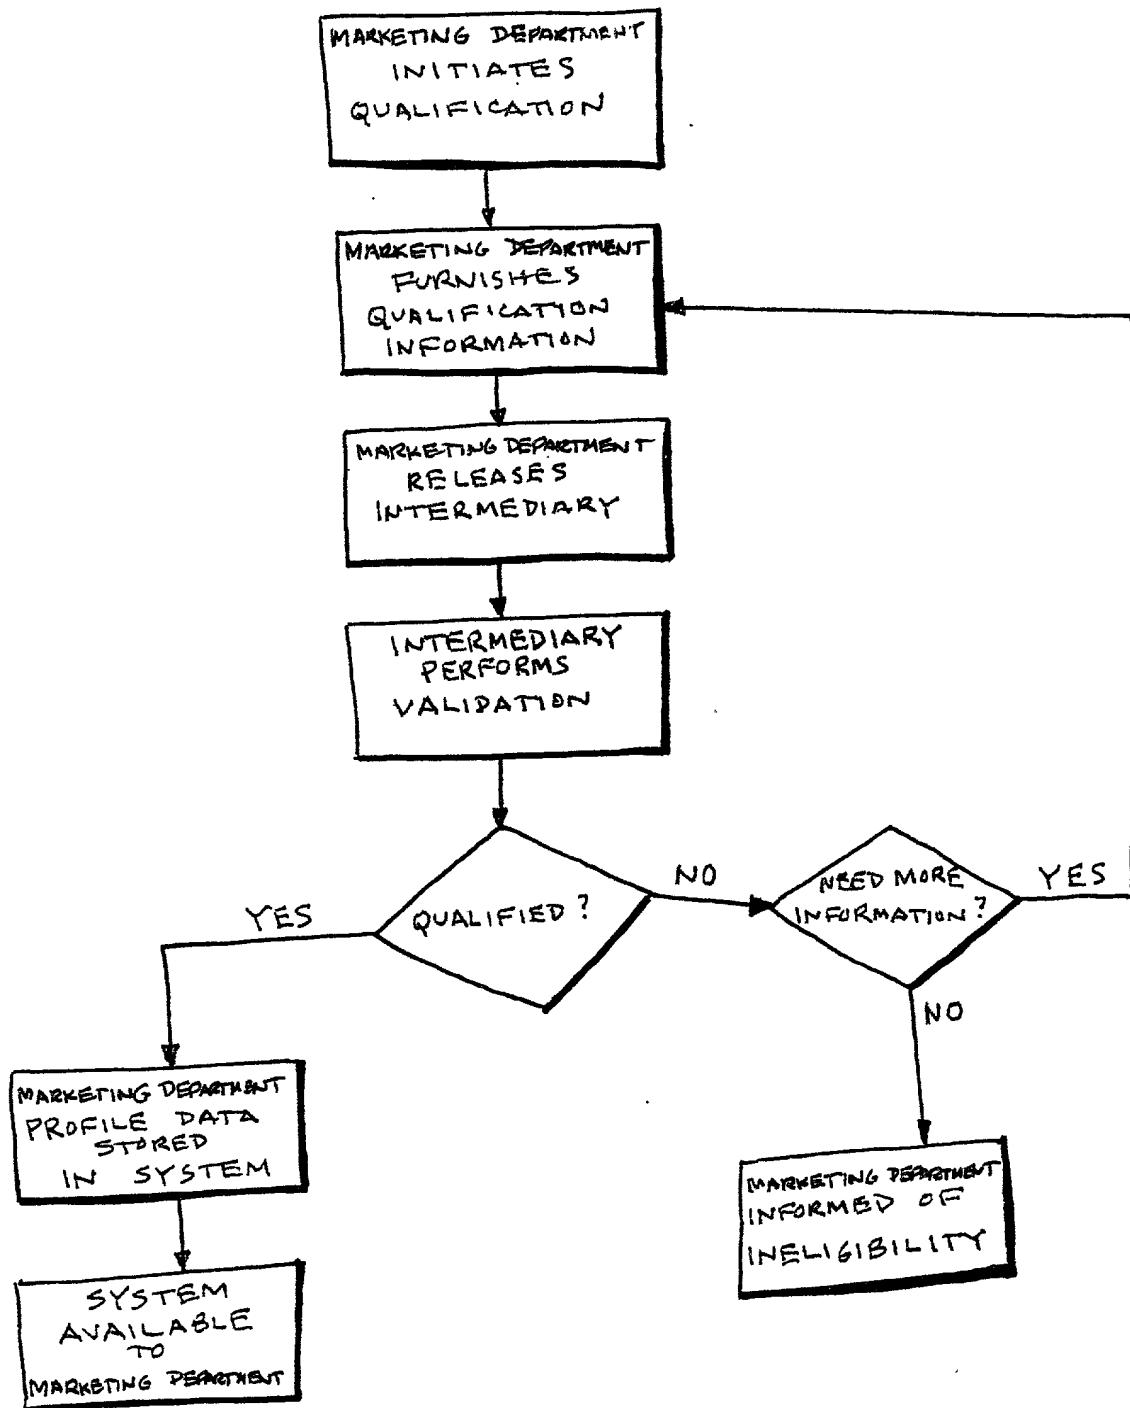 MARKETING DEPARTMENT
INITIATES
QUALIFICATION
MARKETING DEPARTMENT
FURNISHES
QUALIFICATION
INFORMATION
MARKETING DEPARTMENT
RELEASES
INTERMEDIARY
INTERMEDIARY
PERFORMS
VALIDATION
QUALIFIED?
YES
NO
NEED MORE
INFORMATION?
YES
NO
MARKETING DEPARTMENT
PROFILE DATA
STORED
IN SYSTEM
SYSTEM
AVAILABLE
TO
MARKETING DEPARTMENT
MARKETING DEPARTMENT
INFORMED OF
INELIGIBILITY